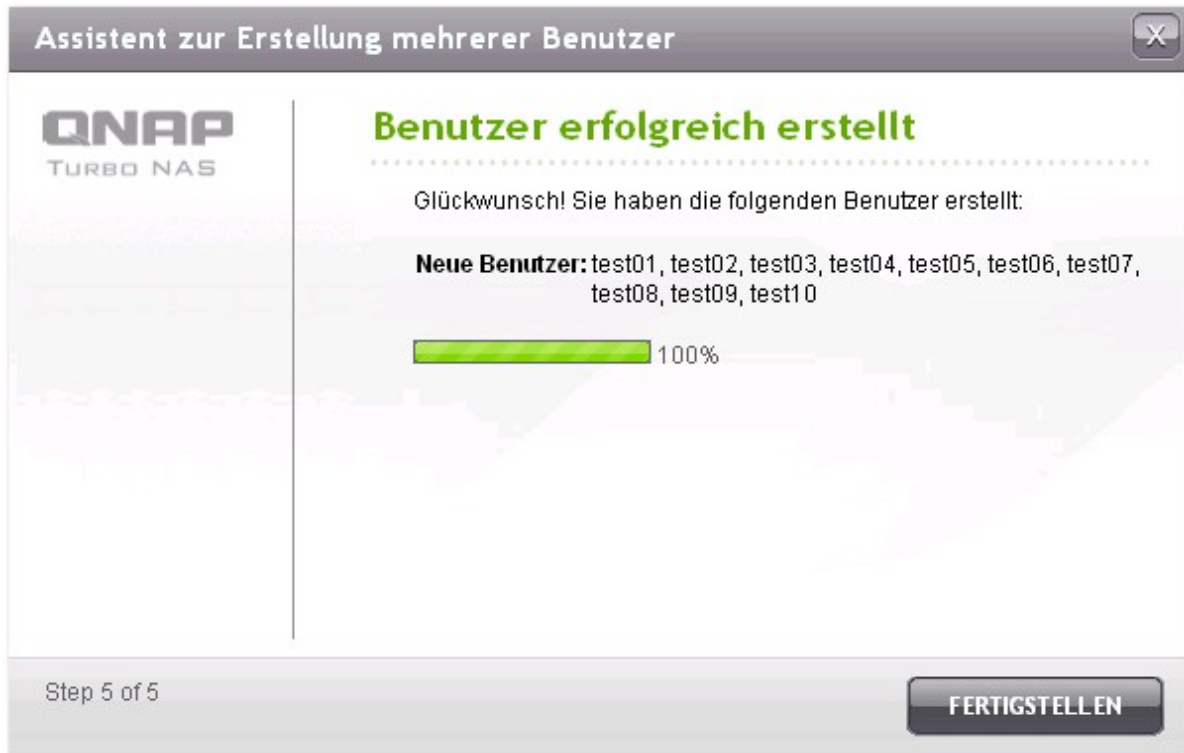 Assistent zur Erstellung mehrerer Benutzer
X
QNAP
TURBO NAS
Benutzer erfolgreich erstellt
Glückwunsch! Sie haben die folgenden Benutzer erstellt:
Neue Benutzer: test01, test02, test03, test04, test05, test06, test07,
test08, test09, test10
100%
Step 5 of 5
FERTIGSTELLEN